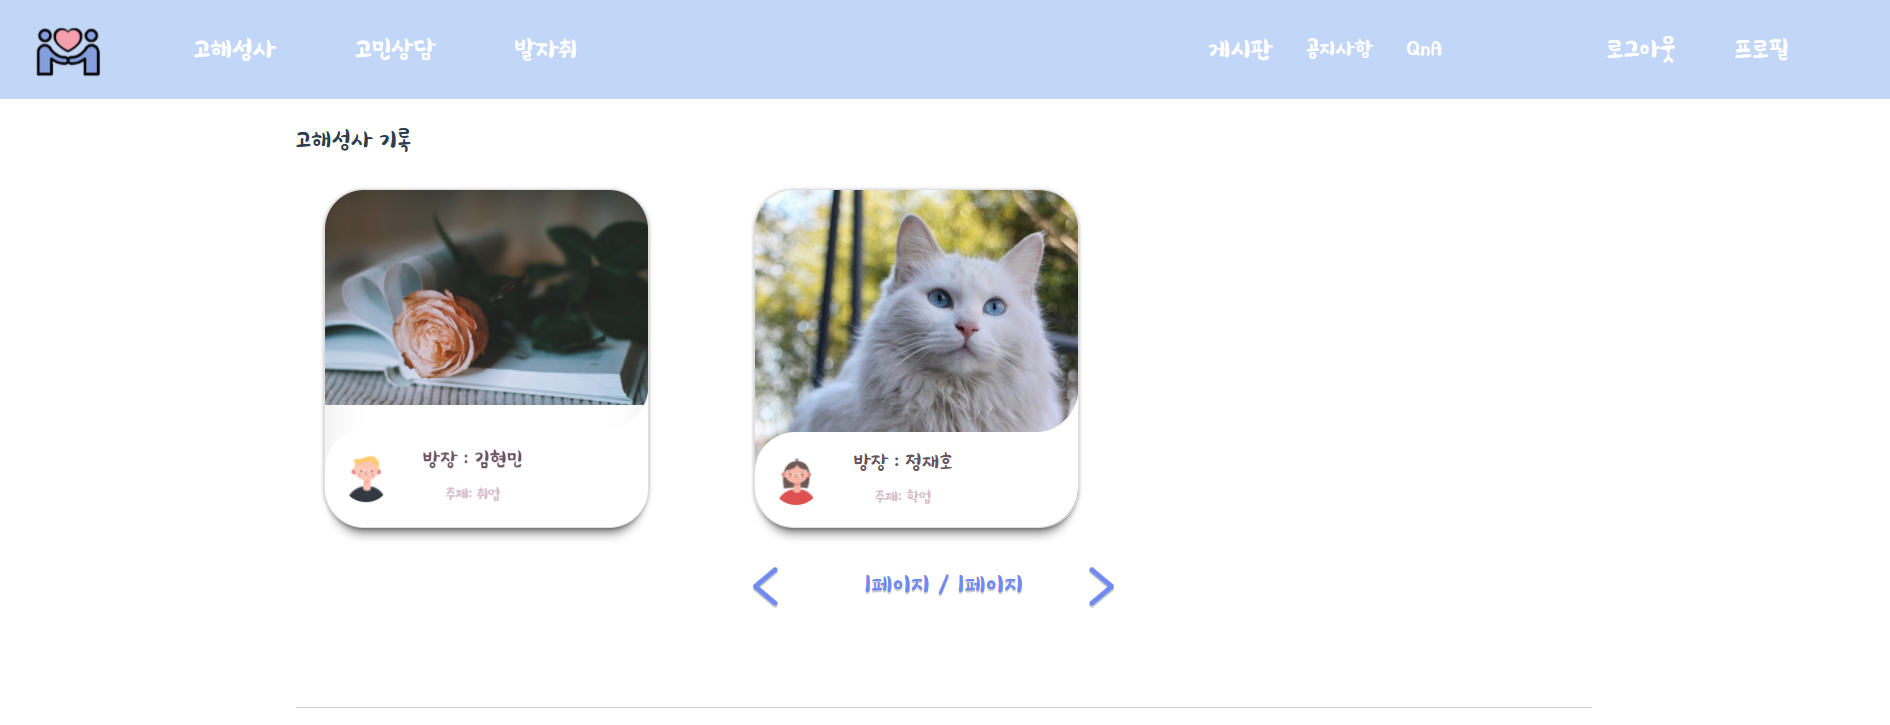 고해성사 고민상담 발자취 게시판 공지사항 QnA 로그아웃 프로필
고해성사 기록
방장 : 김현민
주제: 취업
방장 : 정재호
주제: 학업
1페이지 / 1페이지